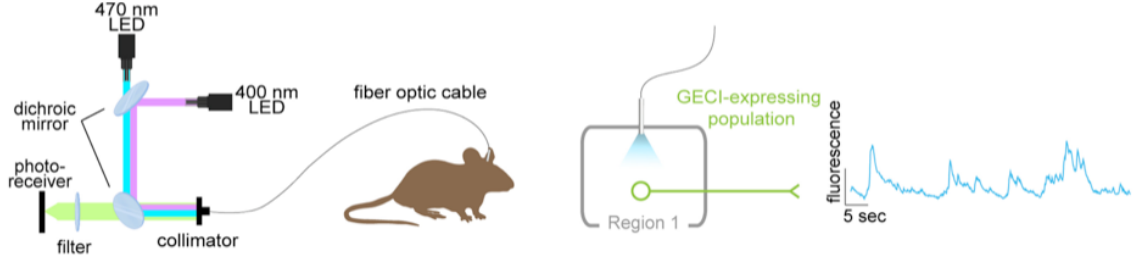 470 nm
LED
400 nm
LED
dichroic
mirror
photo-
receiver
filter
collimator
fiber optic cable
GECI-expressing
population
Region 1
fluorescence
5 sec